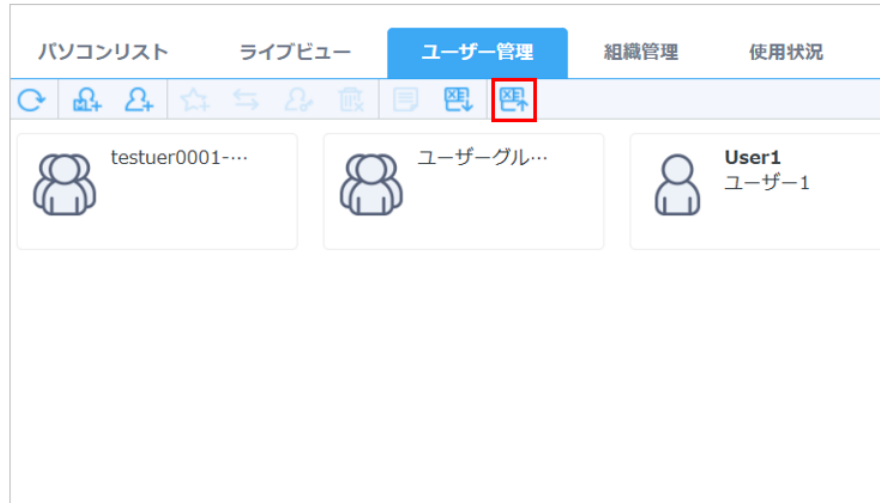 パソコンリスト ライブビュー ユーザー管理 組織管理 使用状況
testuer0001-… ユーザーグル… User1
ユーザー1